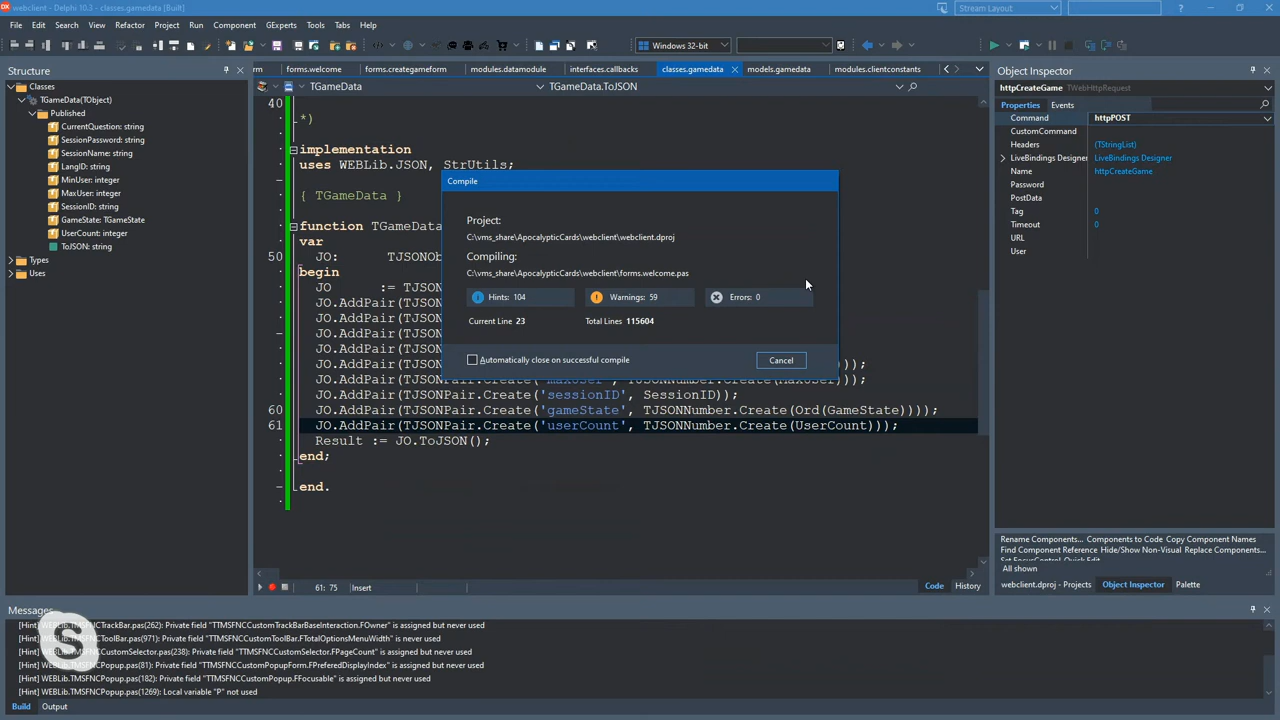 webclient - Delphi 10.3 - classes.gamedata [Built]
Stream Layout
File Edit Search View Refactor Project Run Component GExperts Tools Tabs Help
Windows 32-bit
Structure
forms.welcome forms.creategameform modules.datamodule interfaces.callbacks classes.gamedata models.gamedata modules.clientconstants
Object Inspector
TGameData
TGameData.ToJSON
httpCreateGame TWebHttpRequest
Properties Events
Classes
TGameData(TObject)
Published
CurrentQuestion: string
SessionPassword: string
SessionName: string
LangID: string
MinUser: integer
MaxUser: integer
SessionID: string
GameState: TGameState
UserCount: integer
ToJSON: string
Types
Uses
40
*)
implementation
uses WEBLib.JSON, StrUtils;
{ TGameData }
function TGameData
var
50 JO: TJSONOb
begin
JO := TJSON
JO.AddPair(TJSON
JO.AddPair(TJSON
JO.AddPair(TJSON
JO.AddPair(TJSON
JO.AddPair(TJSON ));
JO.AddPair(TJSONPair.Create('maxUser', TJSONNumber.Create(MaxUser)));
JO.AddPair(TJSONPair.Create('sessionID', SessionID));
60 JO.AddPair(TJSONPair.Create('gameState', TJSONNumber.Create(Ord(GameState))));
61 JO.AddPair(TJSONPair.Create('userCount', TJSONNumber.Create(UserCount)));
Result := JO.ToJSON();
end;
end.
Compile
Project:
C:\vms_share\ApocalypticCards\webclient\webclient.dproj
Compiling:
C:\vms_share\ApocalypticCards\webclient\forms.welcome.pas
Hints: 104
Warnings: 59
Errors: 0
Current Line 23
Total Lines 115604
Automatically close on successful compile
Cancel
Command httpPOST
CustomCommand
Headers (TStringList)
LiveBindings Designer LiveBindings Designer
Name httpCreateGame
Password
PostData
Tag 0
Timeout 0
URL
User
Rename Components... Components to Code Copy Component Names
Find Component Reference Hide/Show Non-Visual Replace Components...
All shown
61: 75 Insert
Code History
webclient.dproj - Projects Object Inspector Palette
Messages
[Hint] WEBLib.TMSFNCTrackBar.pas(262): Private field "TTMSFNCCustomTrackBarBaseInteraction.FOwner" is assigned but never used
[Hint] WEBLib.TMSFNCToolBar.pas(971): Private field "TTMSFNCCustomToolBar.FTotalOptionsMenuWidth" is never used
TMSFNCCustomSelector.pas(238): Private field "TTMSFNCCustomSelector.FPageCount" is assigned but never used
TMSFNCPopup.pas(81): Private field "TTMSFNCCustomPopupForm.FPreferedDisplayIndex" is assigned but never used
[Hint] WEBLib.TMSFNCPopup.pas(182): Private field "TTMSFNCCustomPopup.FFocusable" is assigned but never used
[Hint] WEBLib.TMSFNCPopup.pas(1269): Local variable "P" not used
Build Output